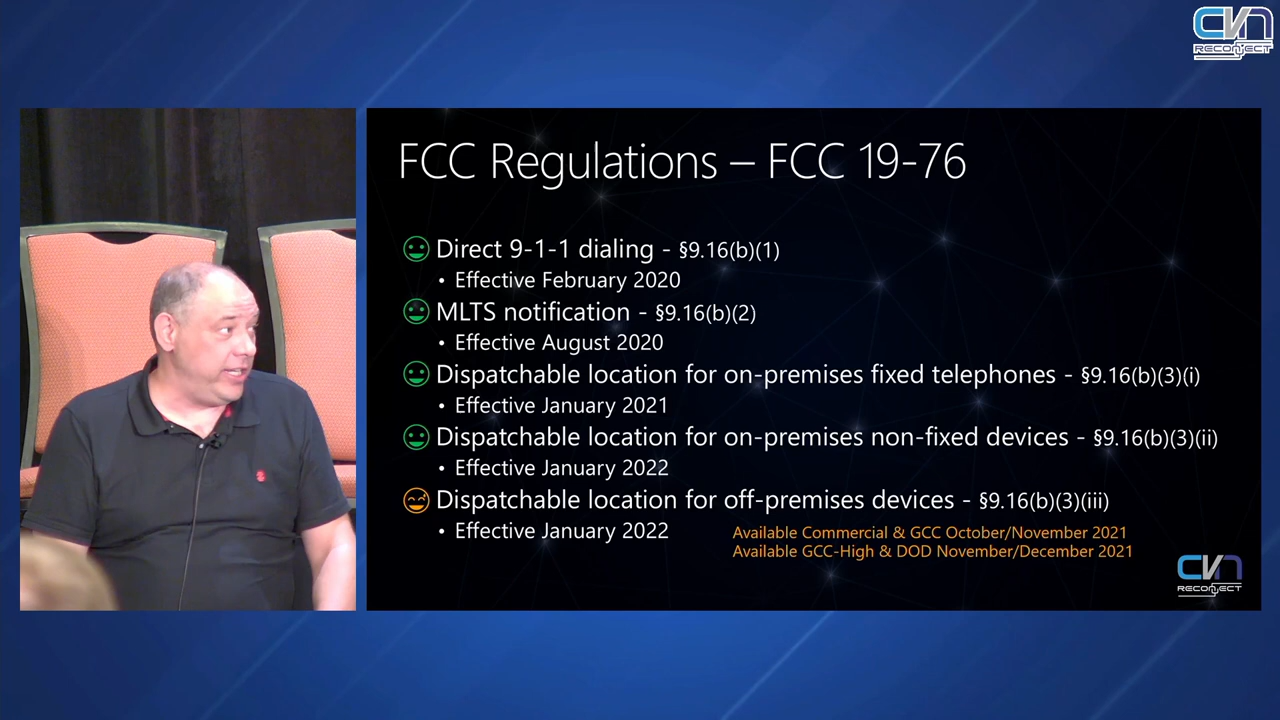 CVN
RECONNECT
FCC Regulations – FCC 19-76
Direct 9-1-1 dialing - §9.16(b)(1)
• Effective February 2020
MLTS notification - §9.16(b)(2)
• Effective August 2020
Dispatchable location for on-premises fixed telephones - §9.16(b)(3)(i)
• Effective January 2021
Dispatchable location for on-premises non-fixed devices - §9.16(b)(3)(ii)
• Effective January 2022
Dispatchable location for off-premises devices - §9.16(b)(3)(iii)
• Effective January 2022
Available Commercial & GCC October/November 2021
Available GCC-High & DOD November/December 2021
CVN
RECONNECT